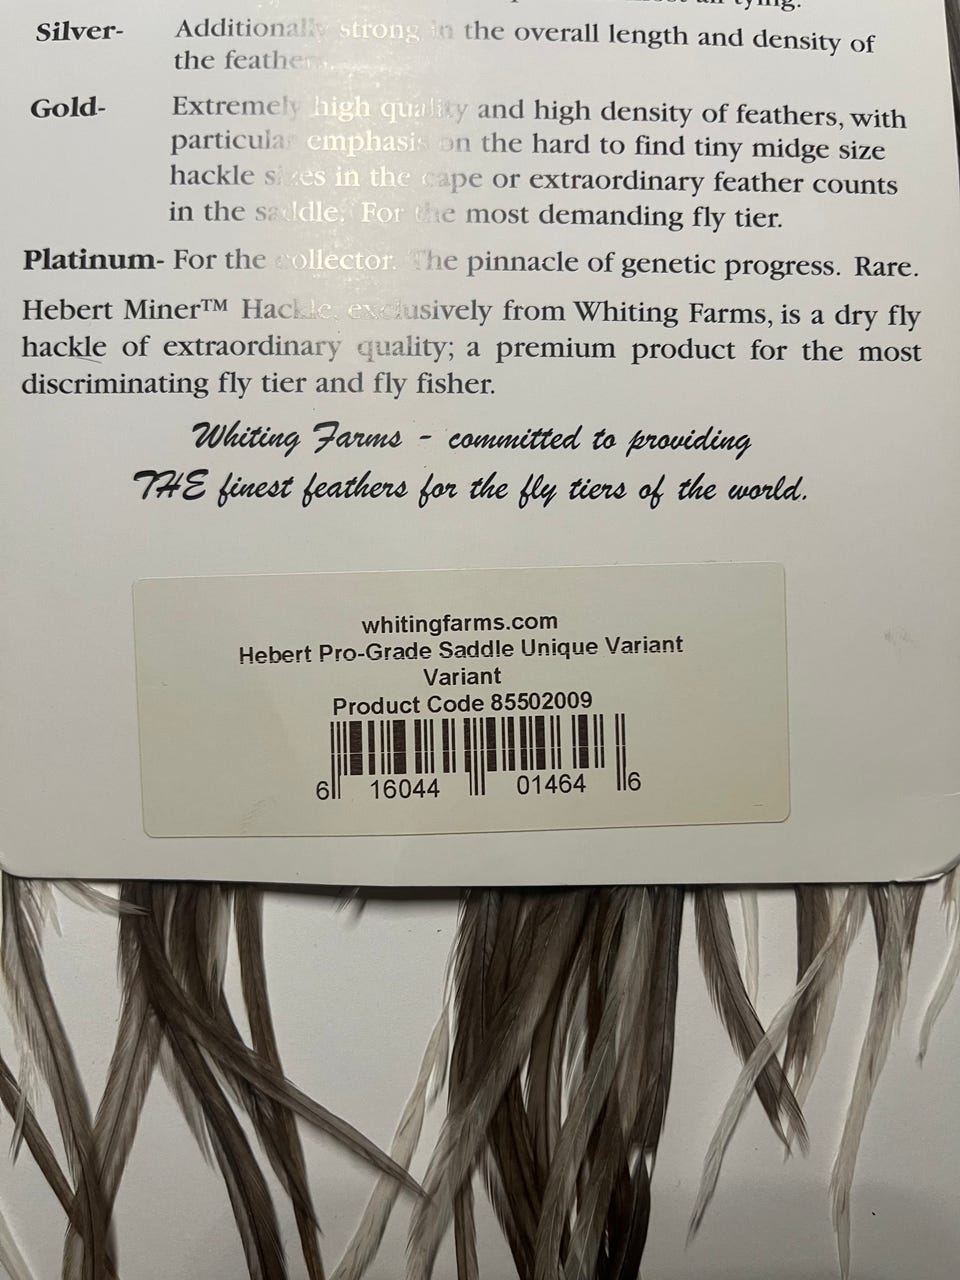 tying.
Silver- Additionally strong in the overall length and density of
the feathers.
Gold- Extremely high quality and high density of feathers, with
particular emphasis on the hard to find tiny midge size
hackle sizes in the cape or extraordinary feather counts
in the saddle. For the most demanding fly tier.
Platinum- For the collector. The pinnacle of genetic progress. Rare.
Hebert Miner™ Hackle, exclusively from Whiting Farms, is a dry fly
hackle of extraordinary quality; a premium product for the most
discriminating fly tier and fly fisher.
Whiting Farms - committed to providing
THE finest feathers for the fly tiers of the world.
whitingfarms.com
Hebert Pro-Grade Saddle Unique Variant
Variant
Product Code 85502009
6 16044 01464 6